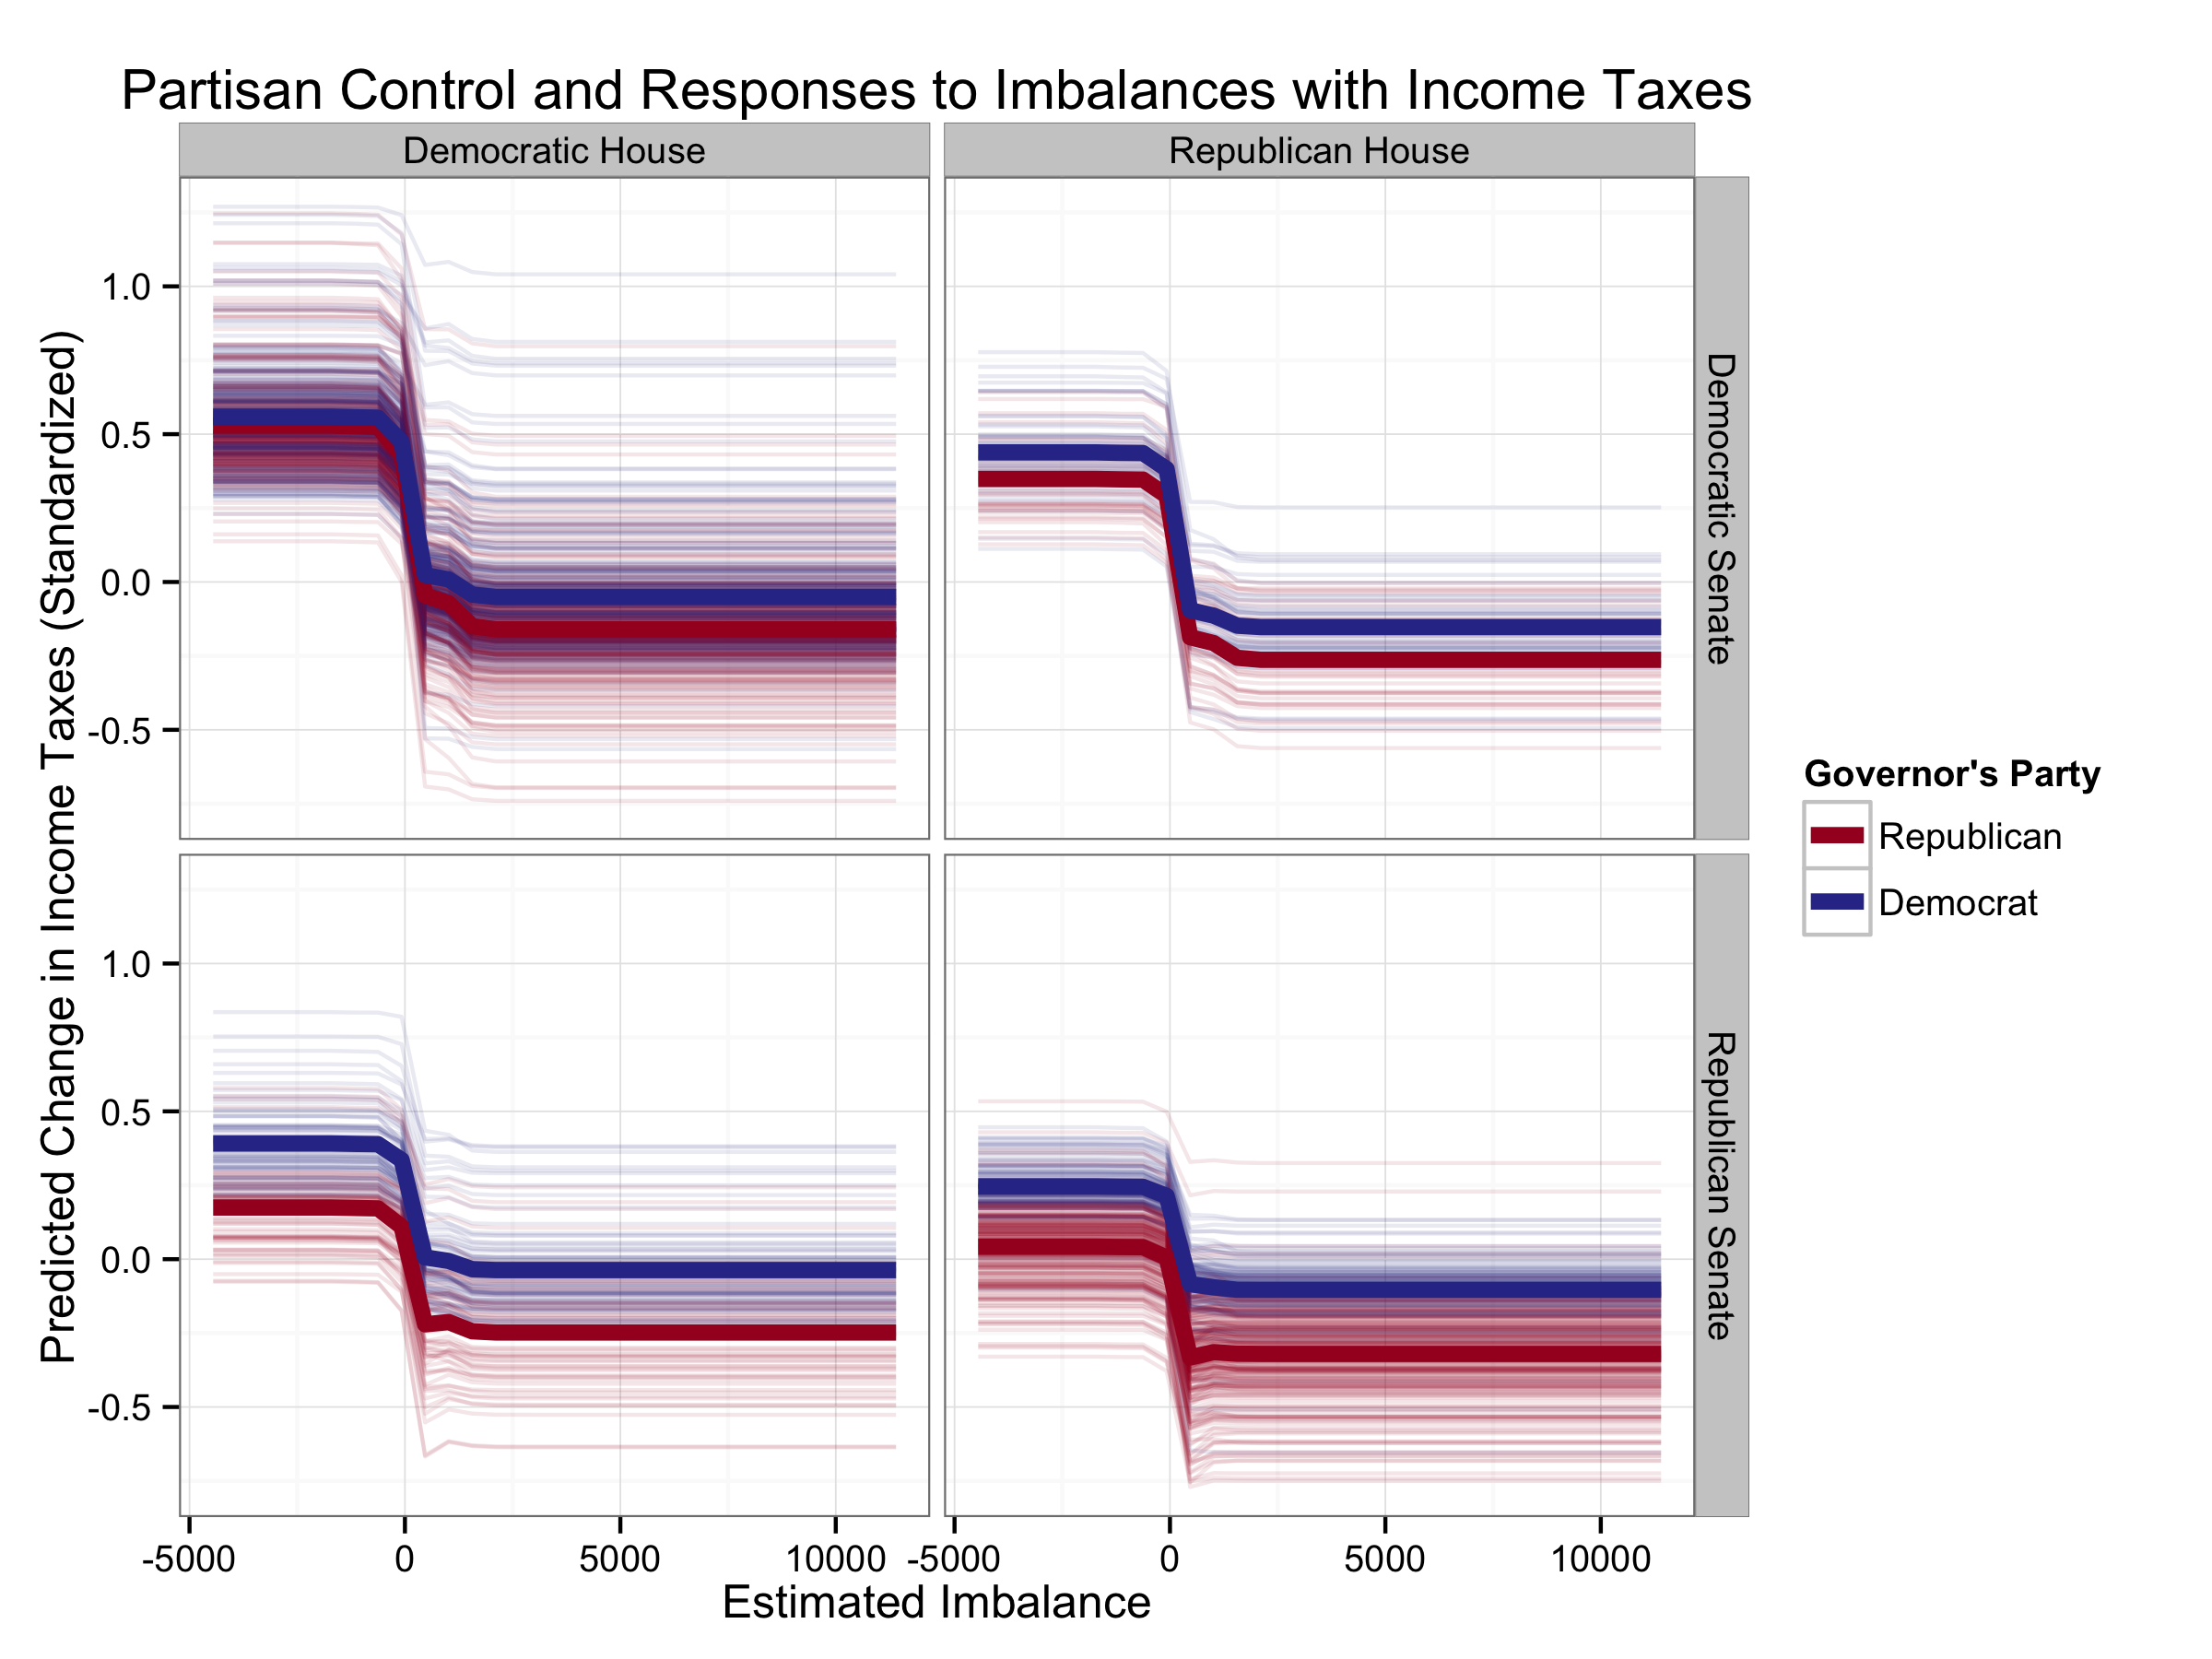 Partisan Control and Responses to Imbalances with Income Taxes
Democratic House
Republican House
Democratic Senate
Republican Senate
Predicted Change in Income Taxes (Standardized)
1.0
0.5
0.0
-0.5
1.0
0.5
0.0
-0.5
-5000
0
5000
10000
-5000
0
5000
10000
Estimated Imbalance
Governor's Party
Republican
Democrat